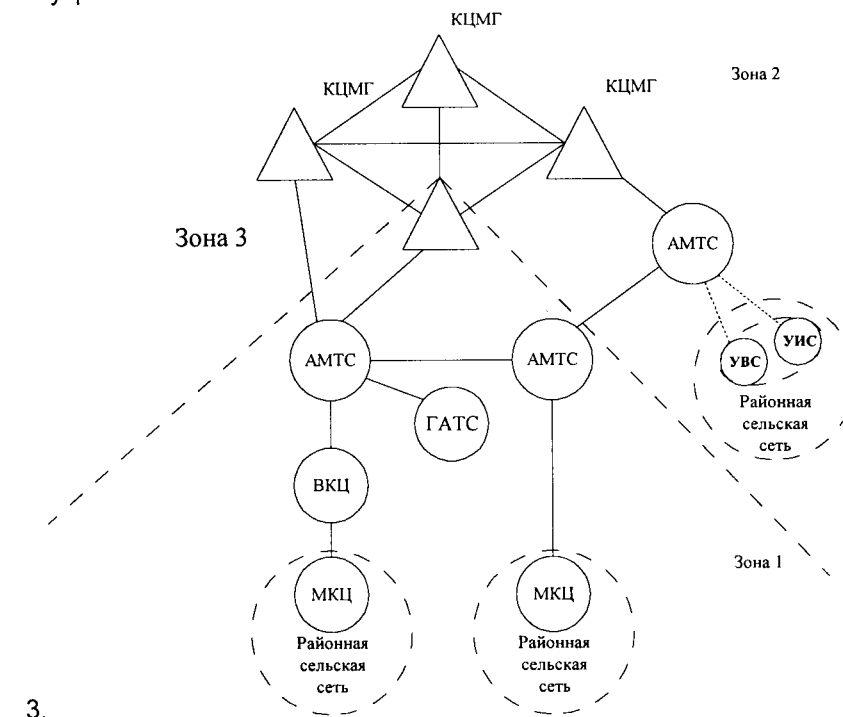 КЦМГ
КЦМГ
КЦМГ
Зона 2
Зона 3
АМТС
АМТС
АМТС
УВС
УИС
ГАТС
Районная
сельская
сеть
ВКЦ
Зона 1
МКЦ
МКЦ
Районная
сельская
сеть
Районная
сельская
сеть
3.